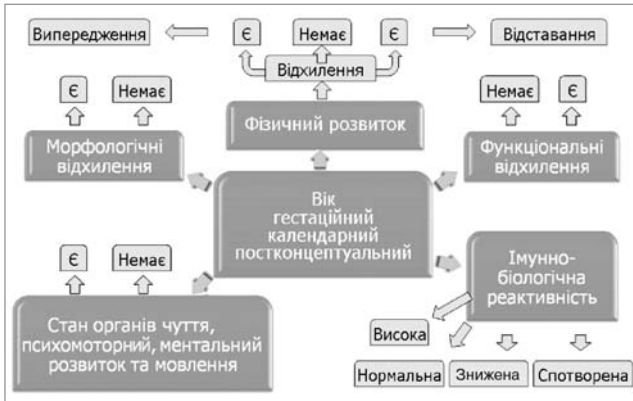 Випередження
Є
Немає
Є
Відставання
Відхилення
Є
Немає
Фізичний розвиток
Немає
Є
Морфологічні
відхилення
Функціональні
відхилення
Вік
гестаційний
календарний
постконцептуальний
Є
Немає
Імунно-
біологічна
реактивність
Стан органів чуття,
психомоторний, ментальний
розвиток та мовлення
Висока
Нормальна
Знижена
Спотворена